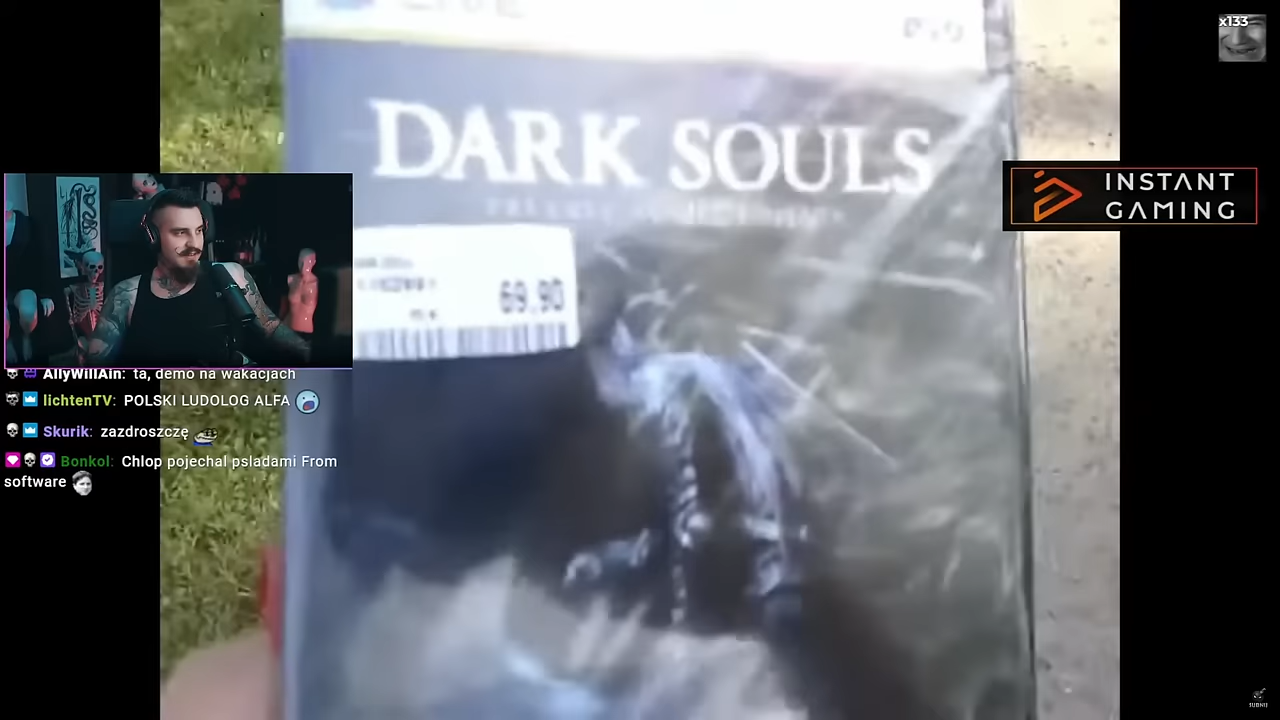 x133
DARK SOULS
69,90
INSTANT
GAMING
AllyWillAin: ta, demo na wakacjach
lichtenTV: POLSKI LUDOLOG ALFA
Skurik: zazdroszczę
Bonkol: Chlop pojechal psladami From
software